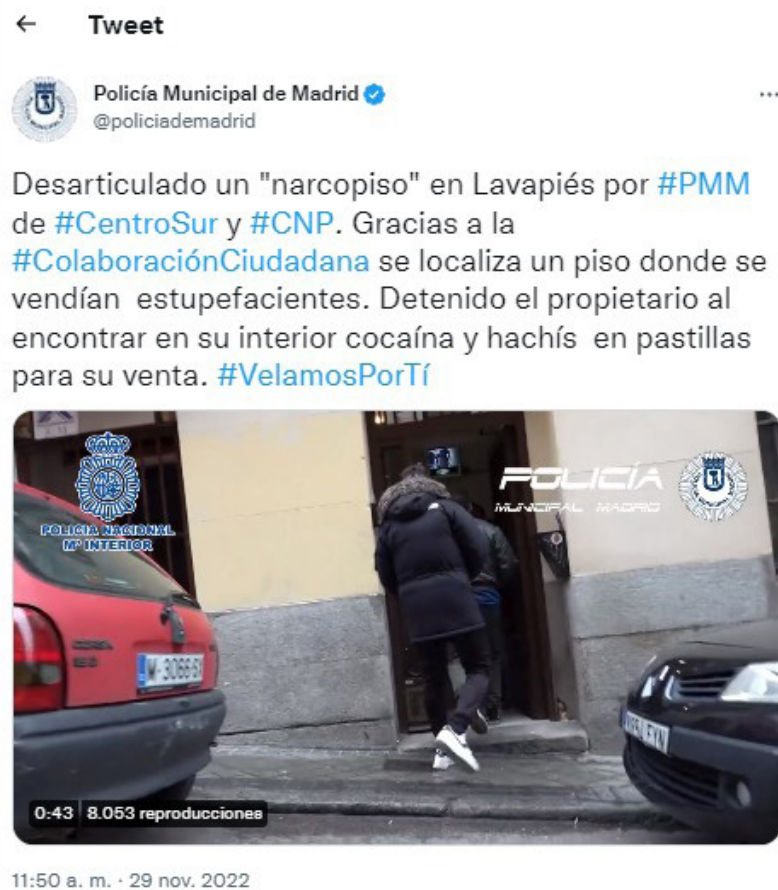 Tweet
Policía Municipal de Madrid
@policiademadrid
Desarticulado un "narcopiso" en Lavapiés por #PMM
de #CentroSur y #CNP. Gracias a la
#ColaboraciónCiudadana se localiza un piso donde se
vendían estupefacientes. Detenido el propietario al
encontrar en su interior cocaína y hachís en pastillas
para su venta. #VelamosPorTí
POLICIA NACIONAL
Mº INTERIOR
POLICÍA
MUNICIPAL MADRID
CORSA
0:43 8.053 reproducciones
11:50 a. m. · 29 nov. 2022